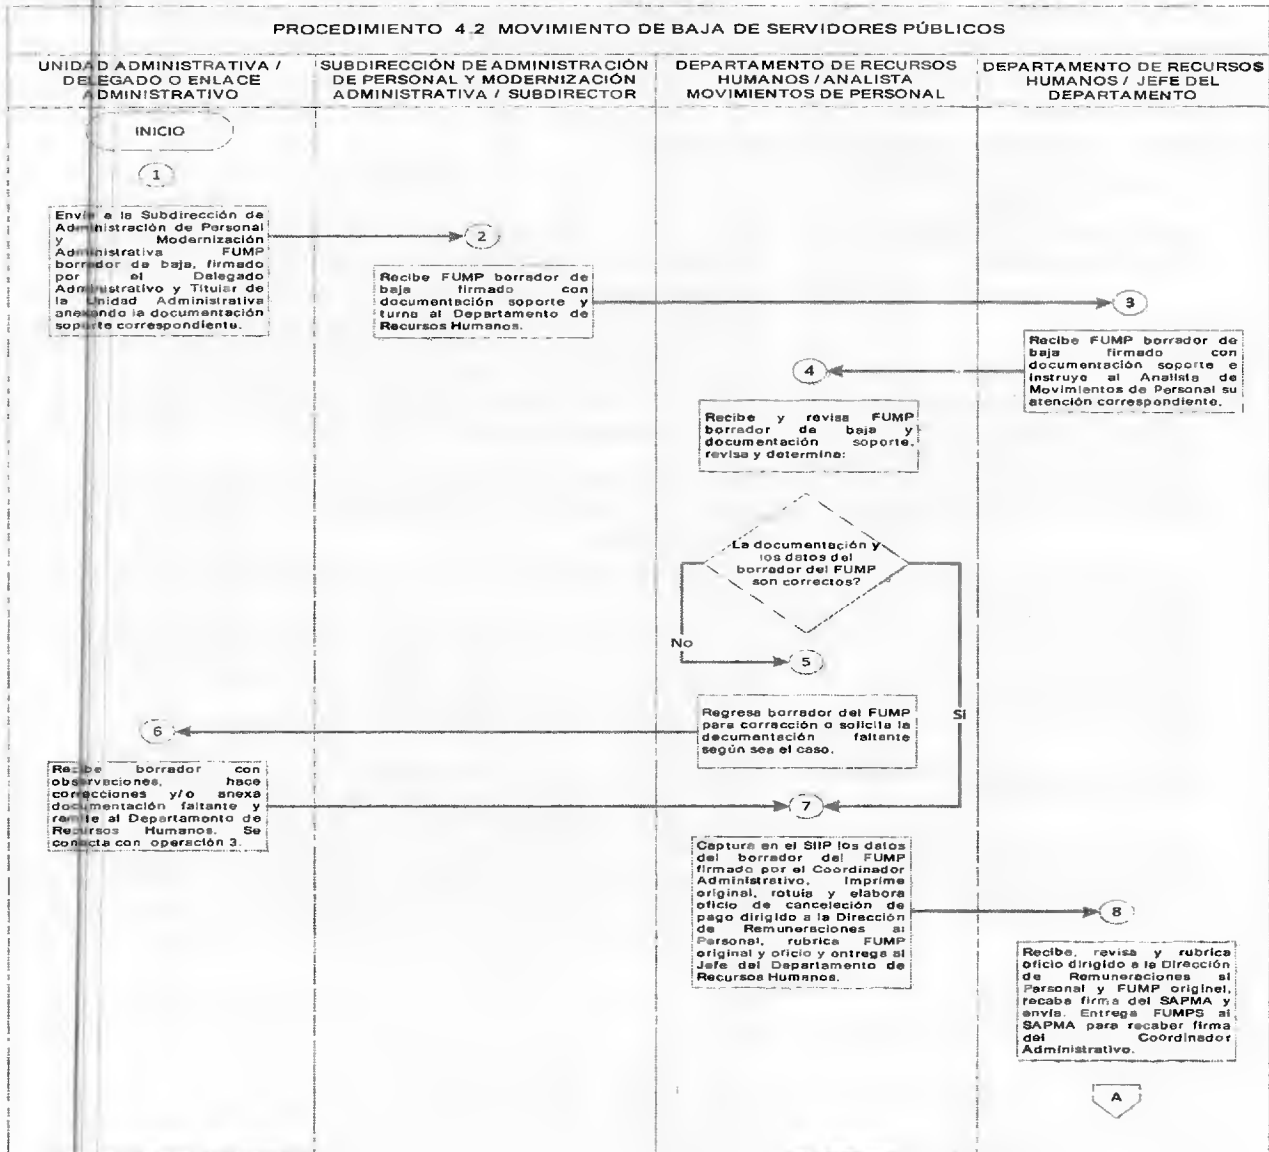 PROCEDIMIENTO 4.2 MOVIMIENTO DE BAJA DE SERVIDORES PÚBLICOS
UNIDAD ADMINISTRATIVA /
DELEGADO O ENLACE
ADMINISTRATIVO
SUBDIRECCIÓN DE ADMINISTRACIÓN
DE PERSONAL Y MODERNIZACIÓN
ADMINISTRATIVA / SUBDIRECTOR
DEPARTAMENTO DE RECURSOS
HUMANOS / ANALISTA
MOVIMIENTOS DE PERSONAL
DEPARTAMENTO DE RECURSOS
HUMANOS / JEFE DEL
DEPARTAMENTO
INICIO
1
Envía a la Subdirección de
Administración de Personal
y Modernización
Administrativa FUMP
borrador de baja, firmado
por el Delegado
Administrativo y Titular de
la Unidad Administrativa
anexando la documentación
soporte correspondiente.
2
Recibe FUMP borrador de
baja firmado con
documentación soporte y
turna al Departamento de
Recursos Humanos.
3
Recibe FUMP borrador de
baja firmado con
documentación soporte e
instruye al Analista de
Movimientos de Personal su
atención correspondiente.
4
Recibe y revisa FUMP
borrador de baja y
documentación soporte,
revisa y determina:
La documentación y
los datos del
borrador del FUMP
son correctos?
No
5
Regresa borrador del FUMP
para corrección o solicita la
documentación faltante
según sea el caso.
SI
6
Recibe borrador con
observaciones, hace
correcciones y/o anexa
documentación faltante y
remite al Departamento de
Recursos Humanos. Se
conecta con operación 3.
7
Captura en el SIIP los datos
del borrador del FUMP
firmado por el Coordinador
Administrativo, Imprime
original, rotula y elabora
oficio de cancelación de
pago dirigido a la Dirección
de Remuneraciones al
Personal, rubrica FUMP
original y oficio y entrega al
Jefe del Departamento de
Recursos Humanos.
8
Recibe, revisa y rubrica
oficio dirigido a la Dirección
de Remuneraciones al
Personal y FUMP original,
recaba firma del SAPMA y
envía. Entrega FUMPS al
SAPMA para recabar firma
del Coordinador
Administrativo.
A